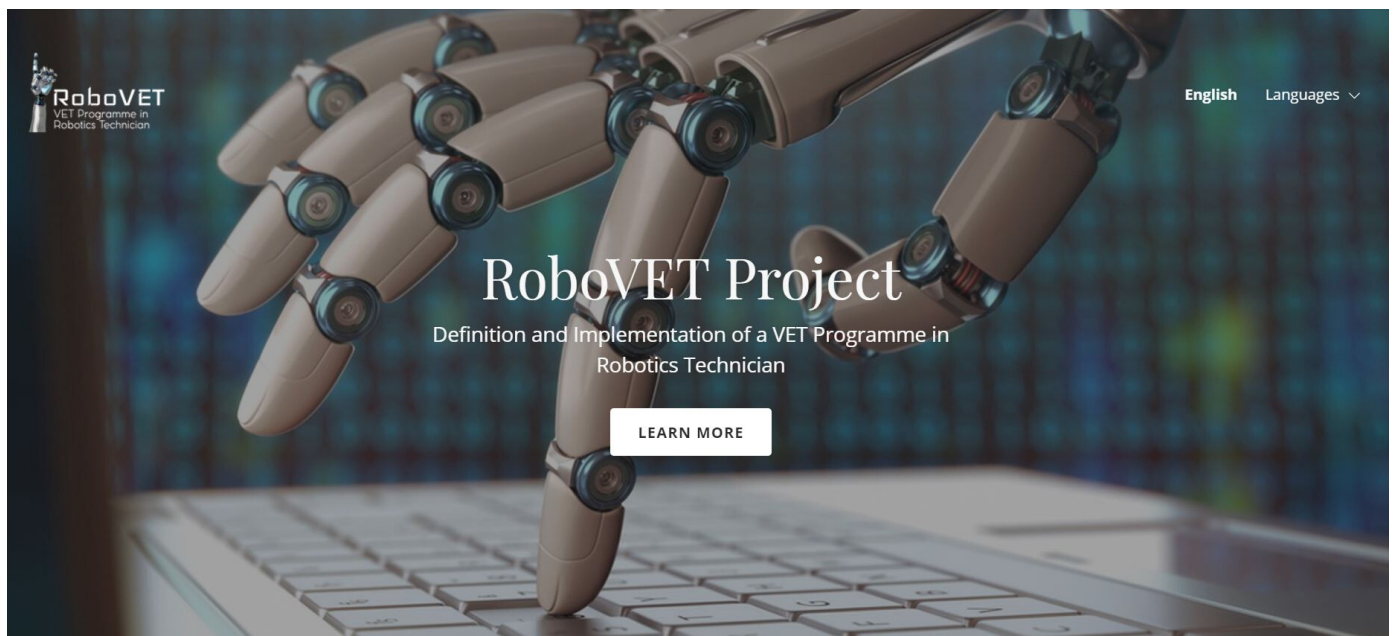 RoboVET
VET Programme in
Robotics Technician
English Languages
RoboVET Project
Definition and Implementation of a VET Programme in
Robotics Technician
LEARN MORE